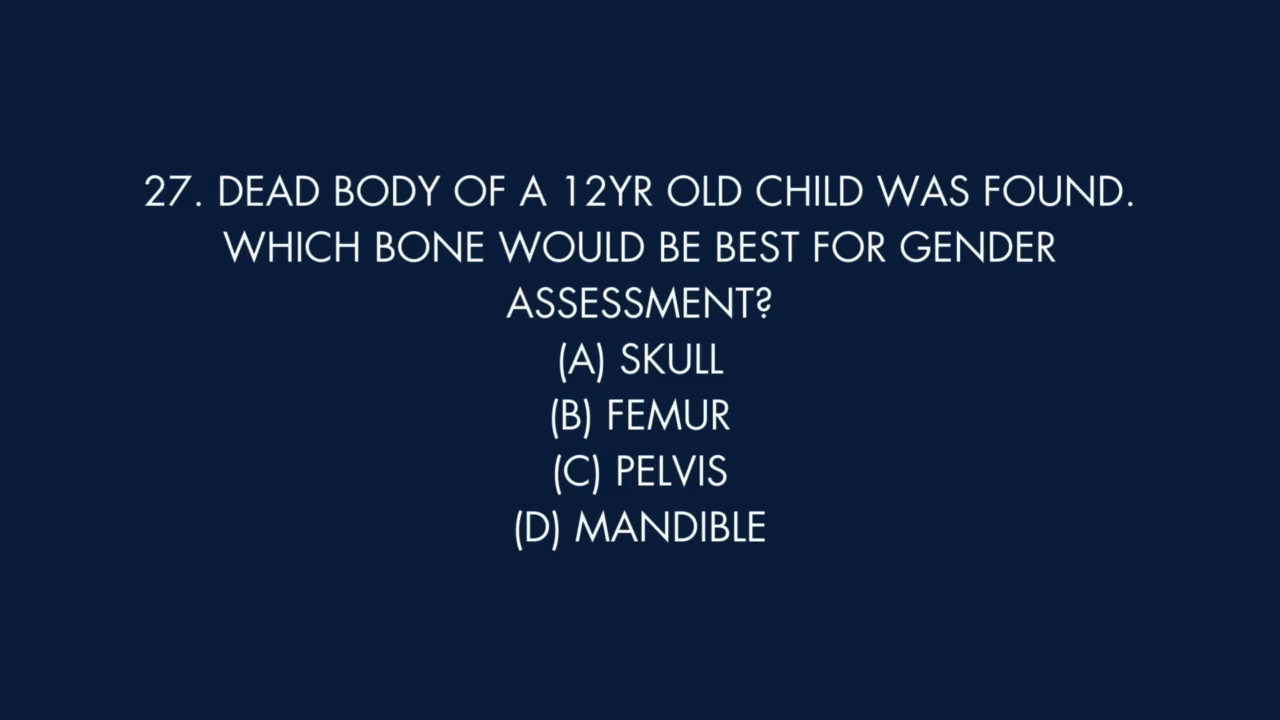 27. DEAD BODY OF A 12YR OLD CHILD WAS FOUND.
WHICH BONE WOULD BE BEST FOR GENDER
ASSESSMENT?
(A) SKULL
(B) FEMUR
(C) PELVIS
(D) MANDIBLE